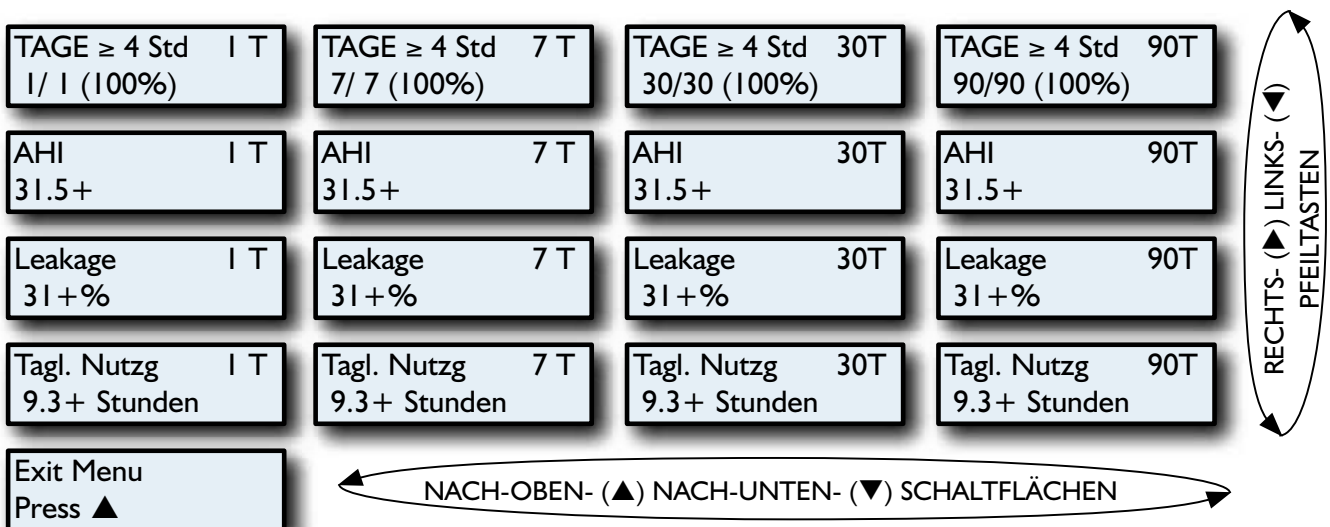 TAGE ≥ 4 Std 1 T
1/ 1 (100%)
TAGE ≥ 4 Std 7 T
7/ 7 (100%)
TAGE ≥ 4 Std 30T
30/30 (100%)
TAGE ≥ 4 Std 90T
90/90 (100%)
AHI 1 T
31.5+
AHI 7 T
31.5+
AHI 30T
31.5+
AHI 90T
31.5+
Leakage 1 T
31+%
Leakage 7 T
31+%
Leakage 30T
31+%
Leakage 90T
31+%
Tagl. Nutzg 1 T
9.3+ Stunden
Tagl. Nutzg 7 T
9.3+ Stunden
Tagl. Nutzg 30T
9.3+ Stunden
Tagl. Nutzg 90T
9.3+ Stunden
Exit Menu
Press ▲
NACH-OBEN- (▲) NACH-UNTEN- (▼) SCHALTFLÄCHEN
RECHTS- (▶) LINKS- (◀)
PFEILTASTEN